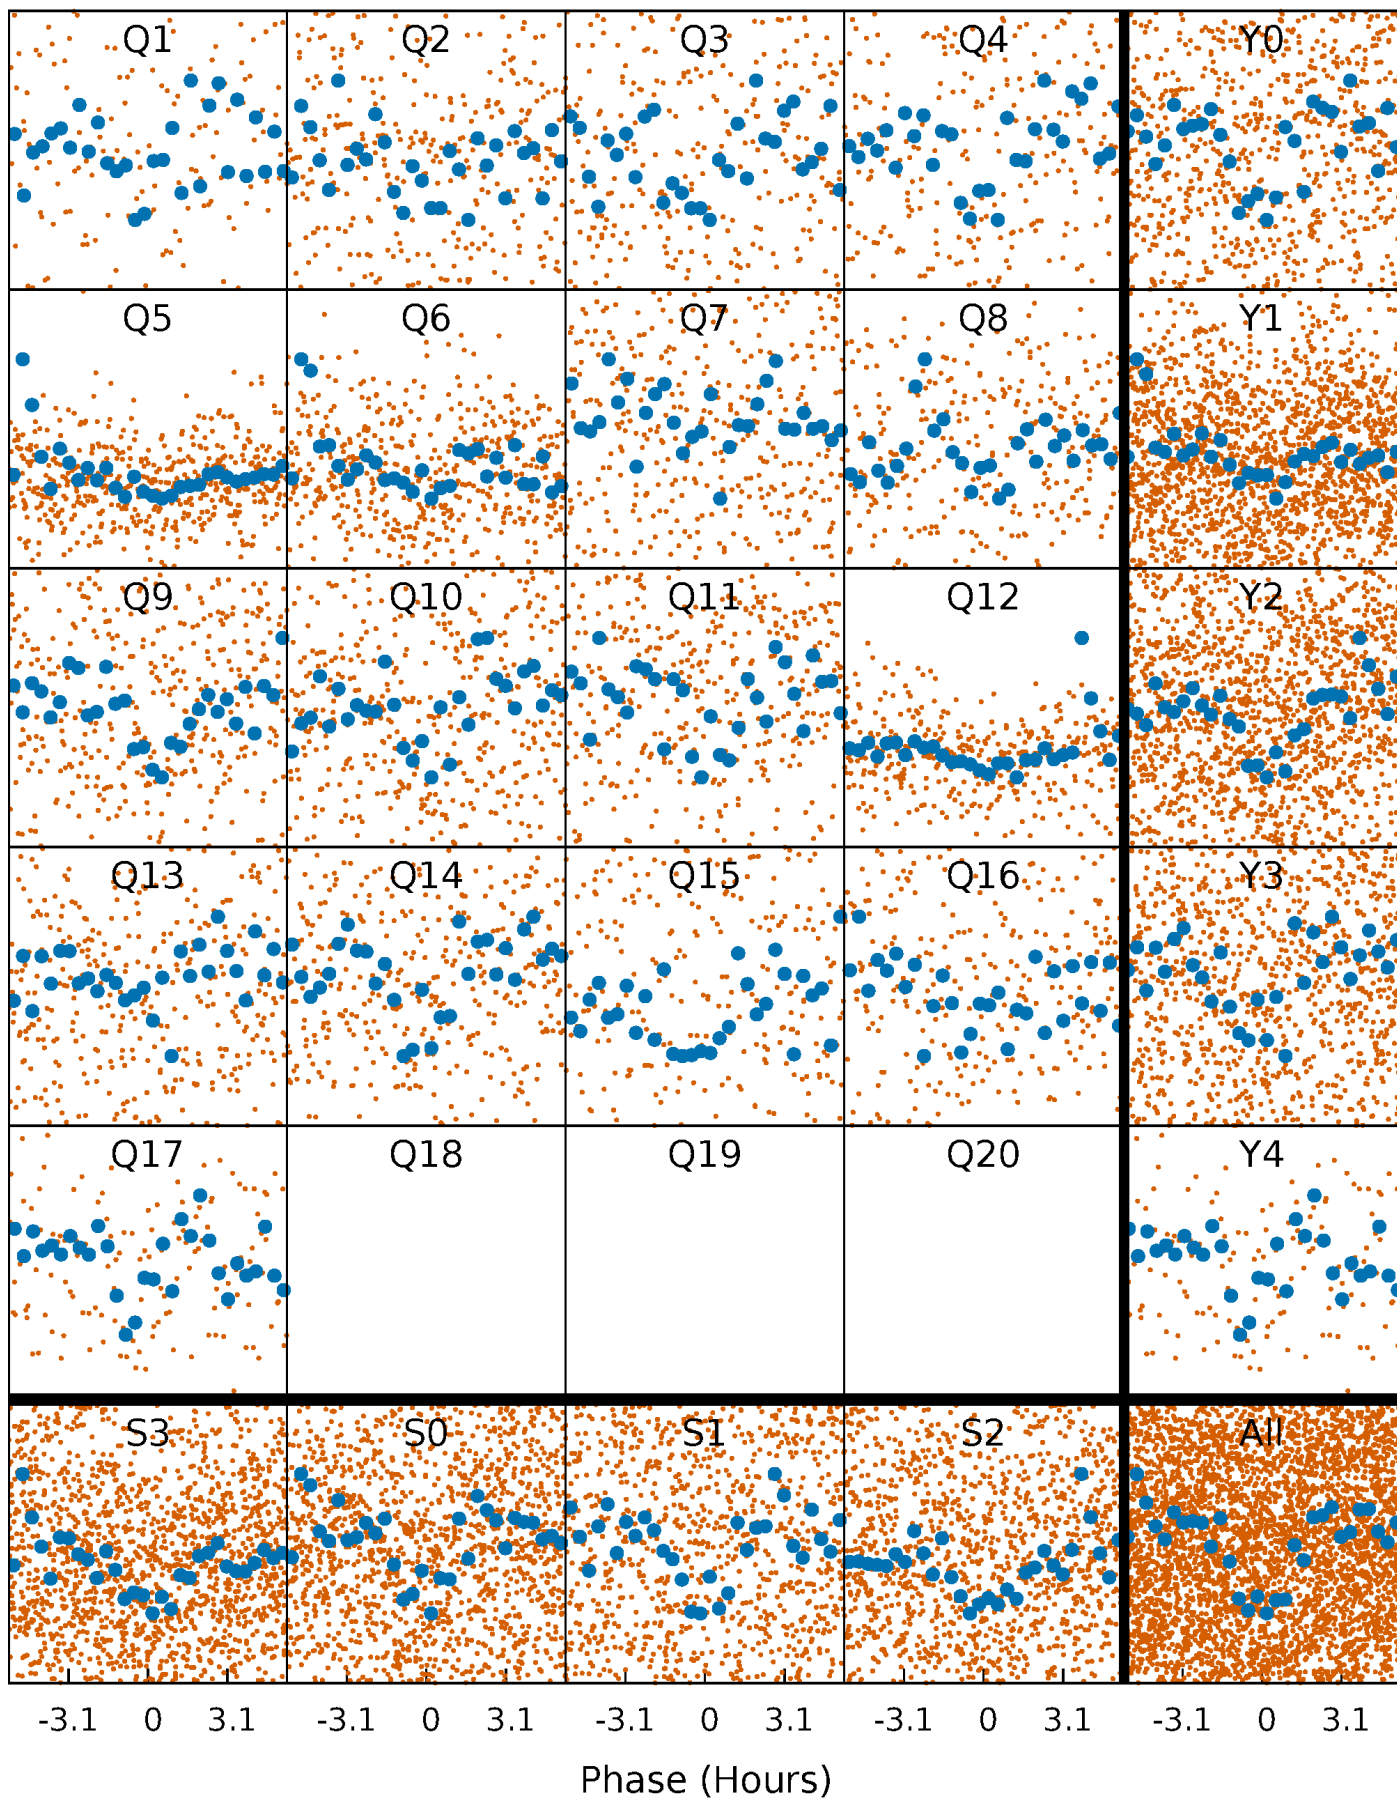 Q1 Q2 Q3 Q4 Y0
Q5 Q6 Q7 Q8 Y1
Q9 Q10 Q11 Q12 Y2
Q13 Q14 Q15 Q16 Y3
Q17 Q18 Q19 Q20 Y4
S3 S0 S1 S2 All
-3.1 0 3.1 -3.1 0 3.1 -3.1 0 3.1 -3.1 0 3.1 -3.1 0 3.1
Phase (Hours)